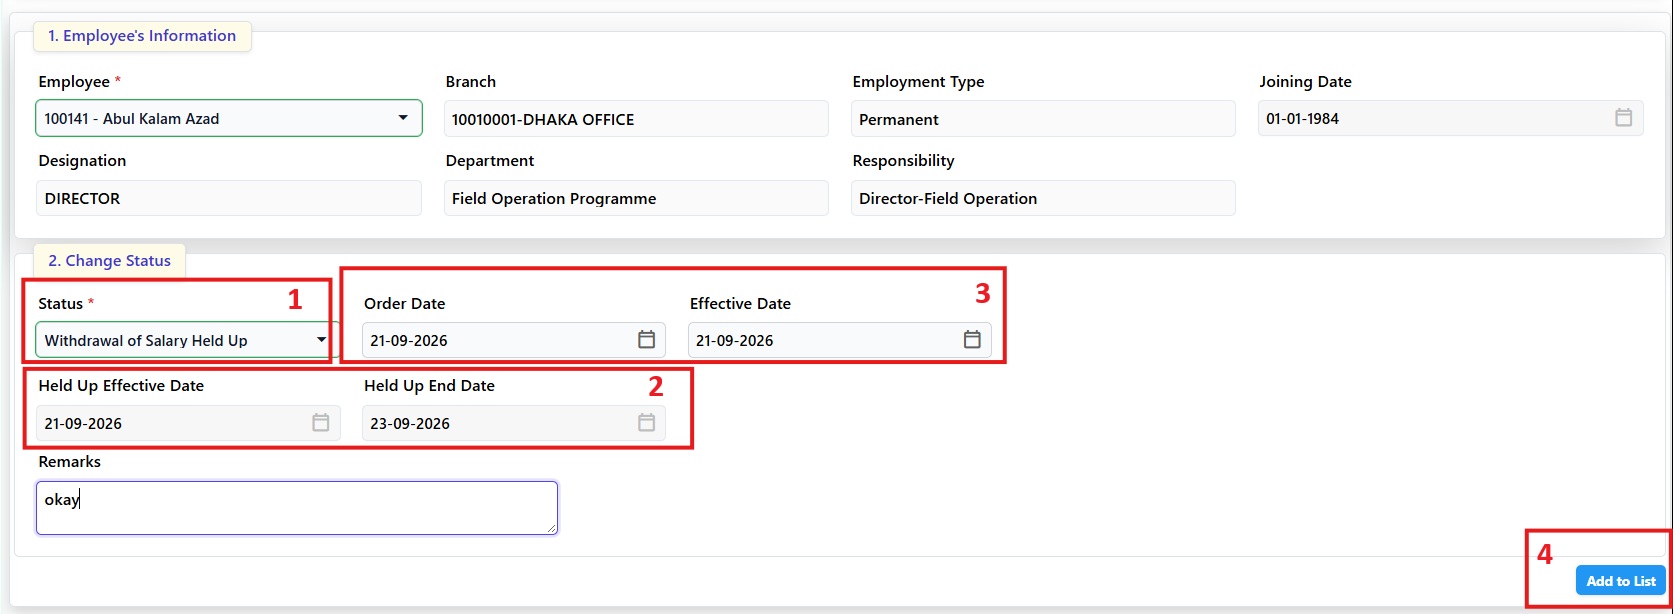 1. Employee's Information
Employee * Branch Employment Type Joining Date
100141 - Abul Kalam Azad 10010001-DHAKA OFFICE Permanent 01-01-1984
Designation Department Responsibility
DIRECTOR Field Operation Programme Director-Field Operation
2. Change Status
Status * 1 Order Date Effective Date 3
Withdrawal of Salary Held Up 21-09-2026 21-09-2026
Held Up Effective Date Held Up End Date 2
21-09-2026 23-09-2026
Remarks
okay
4
Add to List